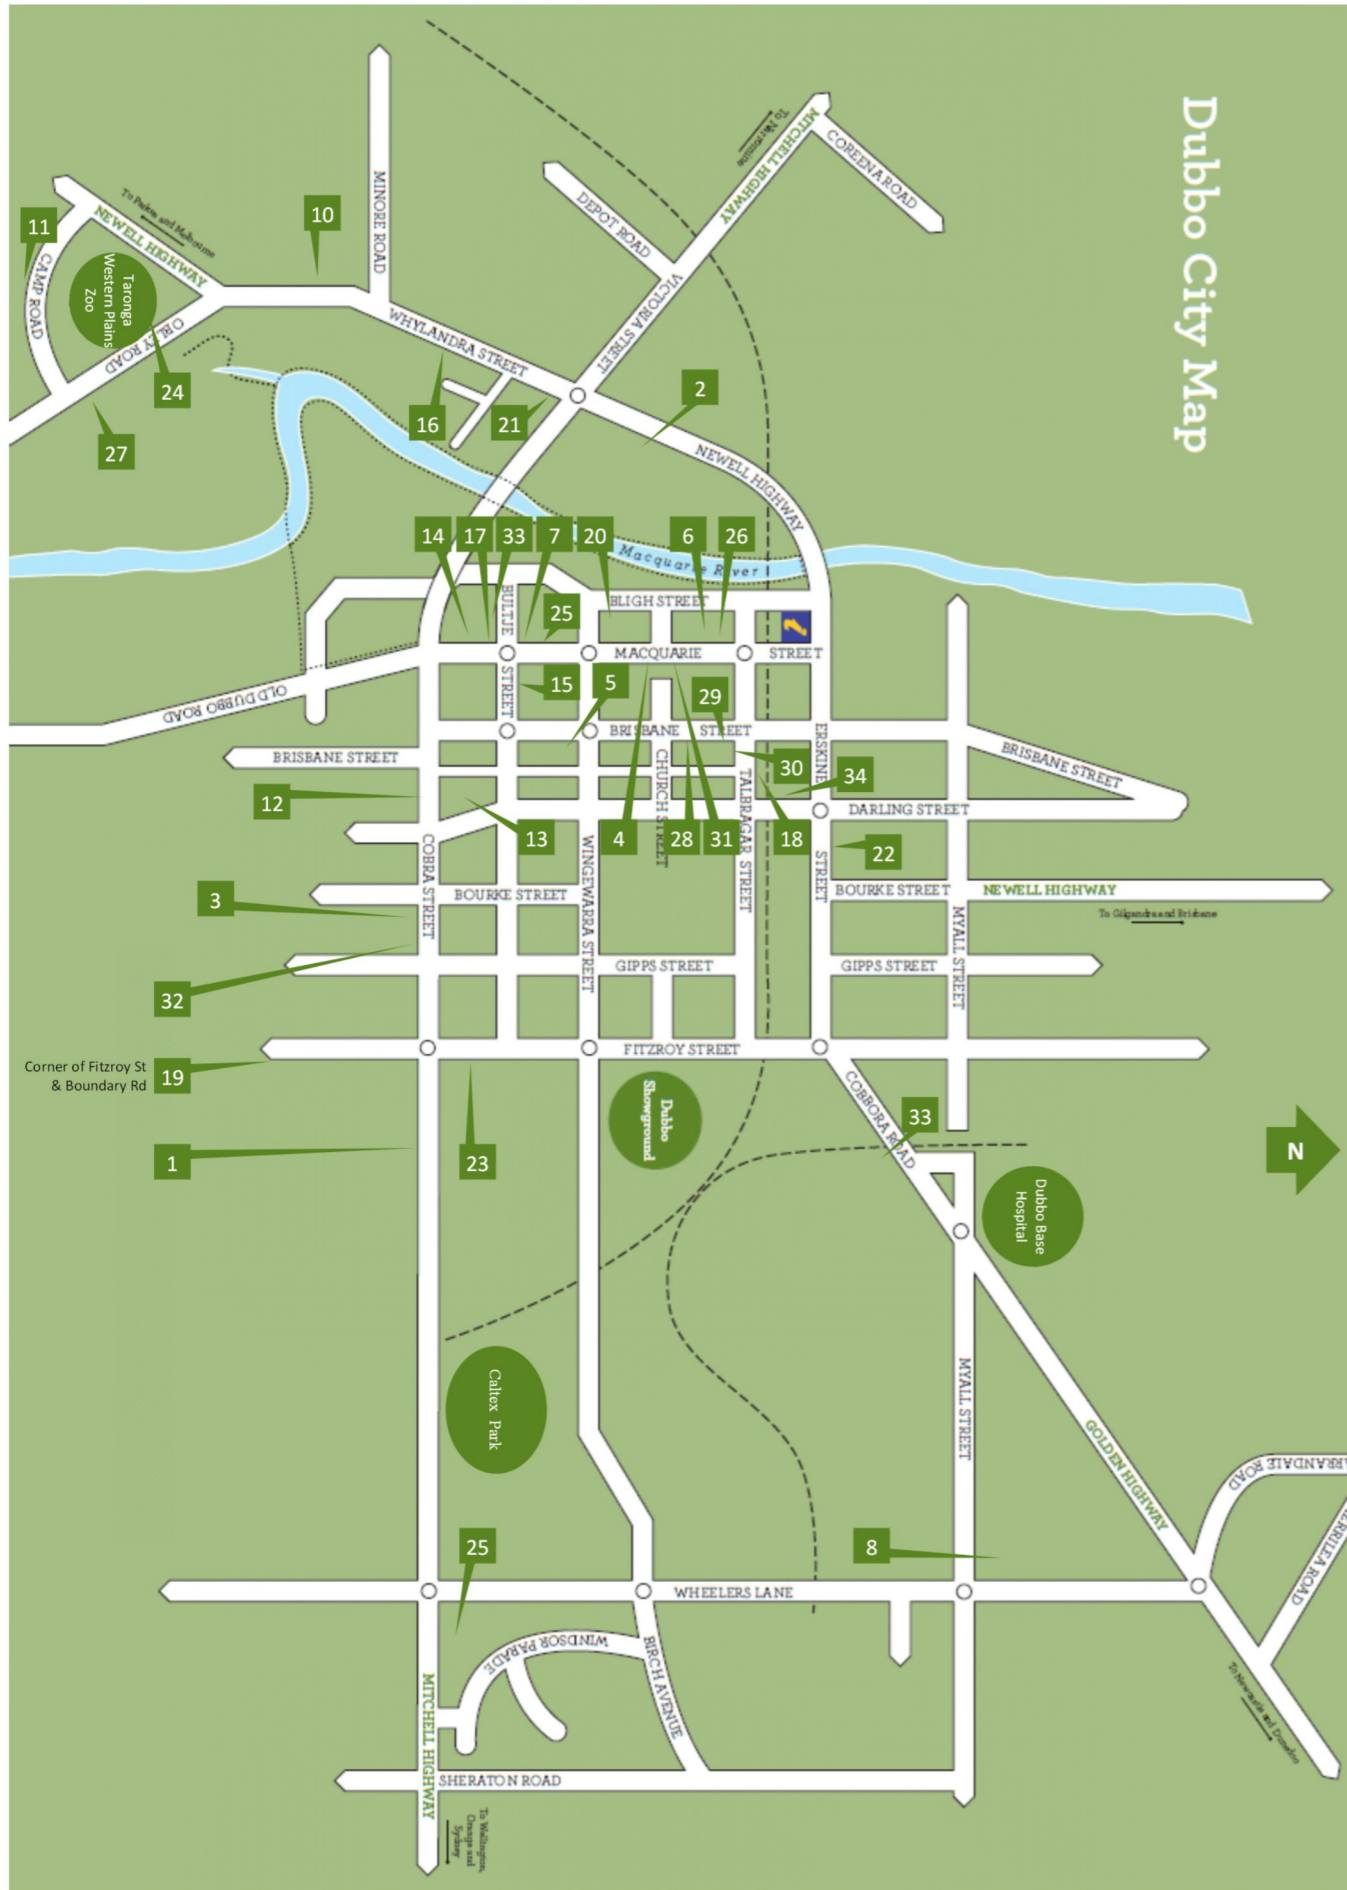 Dubbo City Map
To Narromine
MITCHELL HIGHWAY
COREENA ROAD
DEPOT ROAD
VICTORIA STREET
MINORE ROAD
10
11
To Parkes and Melbourne
NEWELL HIGHWAY
CAMP ROAD
Taronga
Western Plains
Zoo
OBLEY ROAD
24
27
WHYLANDRA STREET
16
21
2
NEWELL HIGHWAY
14
17
33
7
20
6
26
Macquarie River
BULTJE
STREET
25
BLIGH STREET
MACQUARIE
STREET
15
5
29
OLD DUBBO ROAD
BRISBANE STREET
BRISBANE
STREET
ERSKINE
STREET
BRISBANE STREET
30
34
12
13
4
CHURCH STREET
28
31
TALBRAGAR STREET
18
DARLING STREET
22
COBRA STREET
WINGEWARRA STREET
3
BOURKE STREET
BOURKE STREET
NEWELL HIGHWAY
To Gilgandra and Brisbane
MYALL STREET
32
GIPPS STREET
GIPPS STREET
Corner of Fitzroy St
& Boundary Rd
19
FITZROY STREET
1
23
Dubbo
Showground
COBBORA ROAD
33
N
Dubbo Base
Hospital
Caltex Park
MYALL STREET
GOLDEN HIGHWAY
25
8
WHEELERS LANE
WINDSOR PARADE
BIRCH AVENUE
MITCHELL HIGHWAY
SHERATON ROAD
To Wellington,
Orange and
Sydney
To Newcastle and Dunedoo
ROAD
ROAD